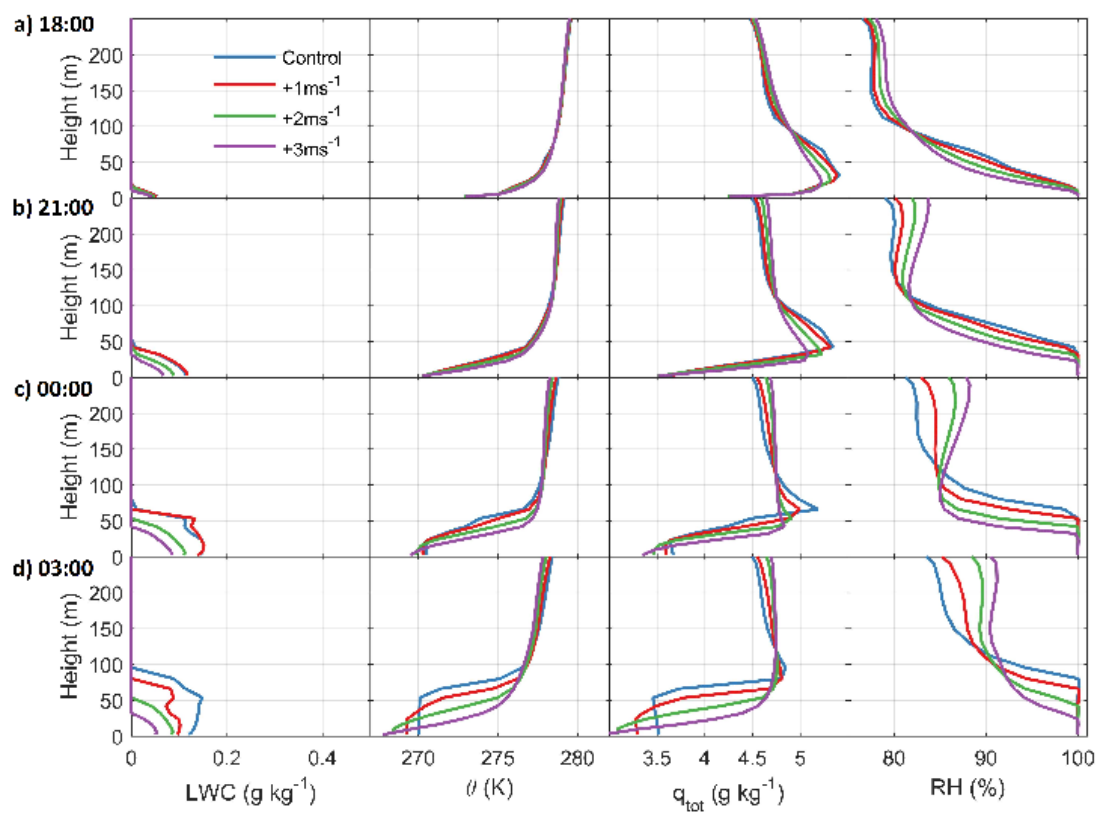 a) 18:00
Height (m)
200
150
100
50
0
Control
+1ms⁻¹
+2ms⁻¹
+3ms⁻¹
b) 21:00
Height (m)
200
150
100
50
0
c) 00:00
Height (m)
200
150
100
50
0
d) 03:00
Height (m)
200
150
100
50
0
0 0.2 0.4
270 275 280
3.5 4 4.5 5
80 90 100
LWC (g kg⁻¹)
θ (K)
qtot (g kg⁻¹)
RH (%)